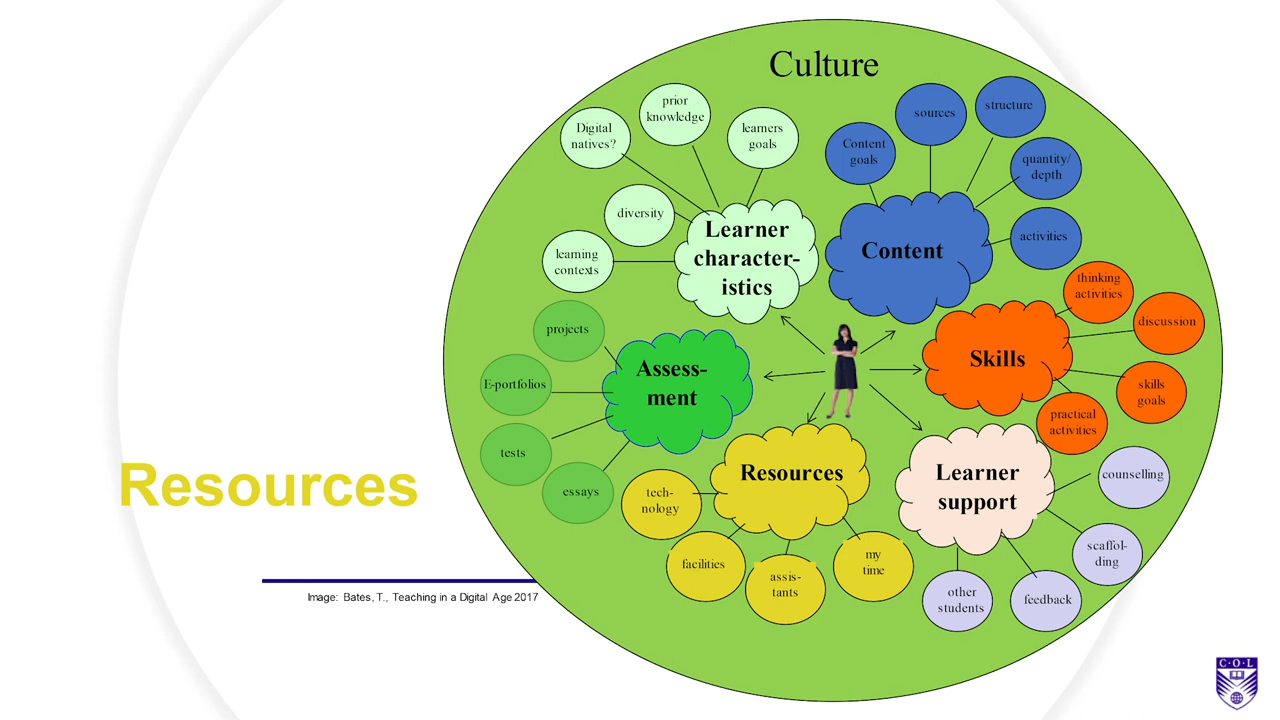 Culture
prior
knowledge
Digital
natives?
learners
goals
diversity
learning
contexts
Learner
character-
istics
Content
goals
sources
structure
quantity/
depth
activities
Content
thinking
activities
discussion
skills
goals
practical
activities
Skills
projects
E-portfolios
tests
essays
Assess-
ment
Resources
tech-
nology
facilities
assis-
tants
my
time
Learner
support
counselling
scaffol-
ding
feedback
other
students
Resources
Image: Bates, T., Teaching in a Digital Age 2017
C·O·L